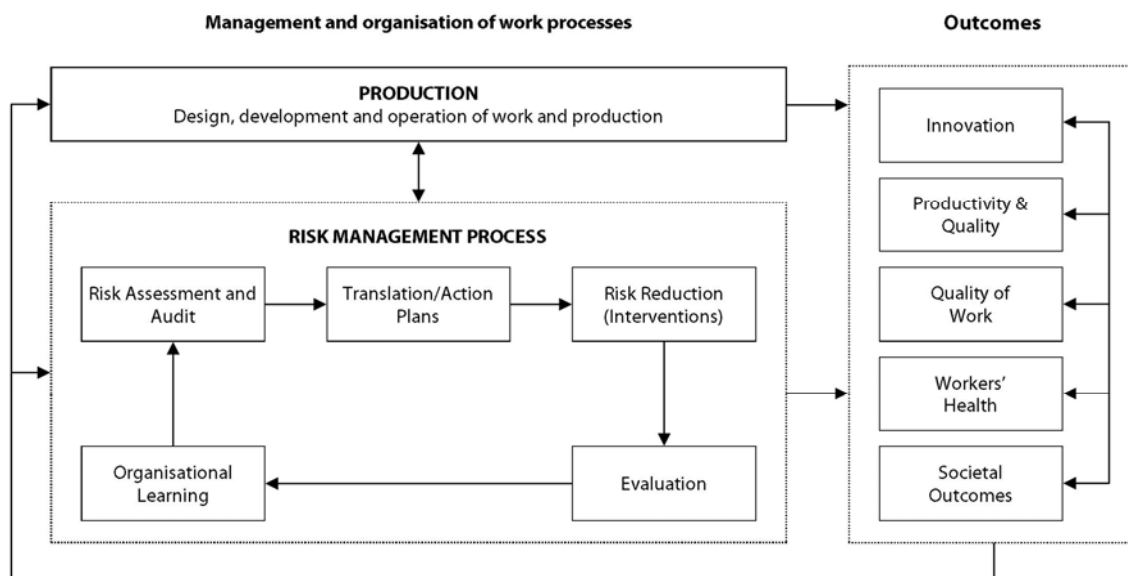 Management and organisation of work processes
Outcomes
PRODUCTION
Design, development and operation of work and production
RISK MANAGEMENT PROCESS
Risk Assessment and
Audit
Translation/Action
Plans
Risk Reduction
(Interventions)
Organisational
Learning
Evaluation
Innovation
Productivity &
Quality
Quality of
Work
Workers’
Health
Societal
Outcomes